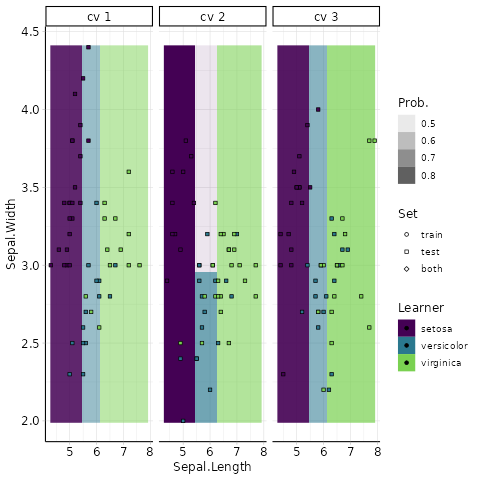 cv 1 cv 2 cv 3
4.5
4.0
3.5
3.0
2.5
2.0
Sepal.Width
5 6 7 8 5 6 7 8 5 6 7 8
Sepal.Length
Prob.
0.5
0.6
0.7
0.8
Set
train
test
both
Learner
setosa
versicolor
virginica